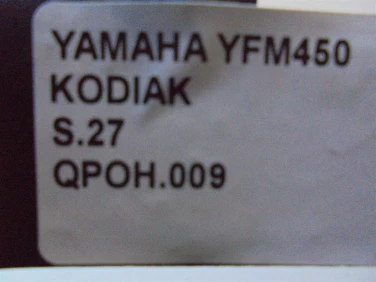 YAMAHA YFM450
KODIAK
S.27
QPOH.009